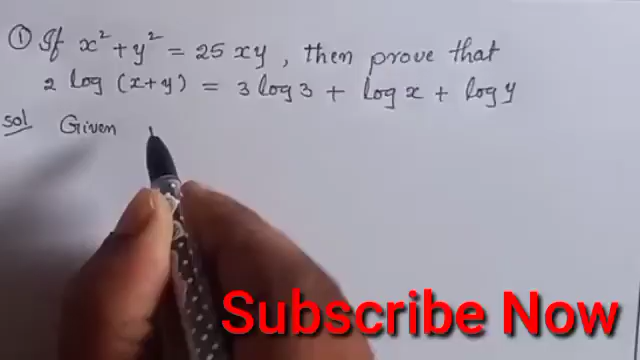 ① If x² + y² = 25 xy, then prove that
2 log (x+y) = 3 log 3 + log x + log y
Sol Given
Subscribe Now